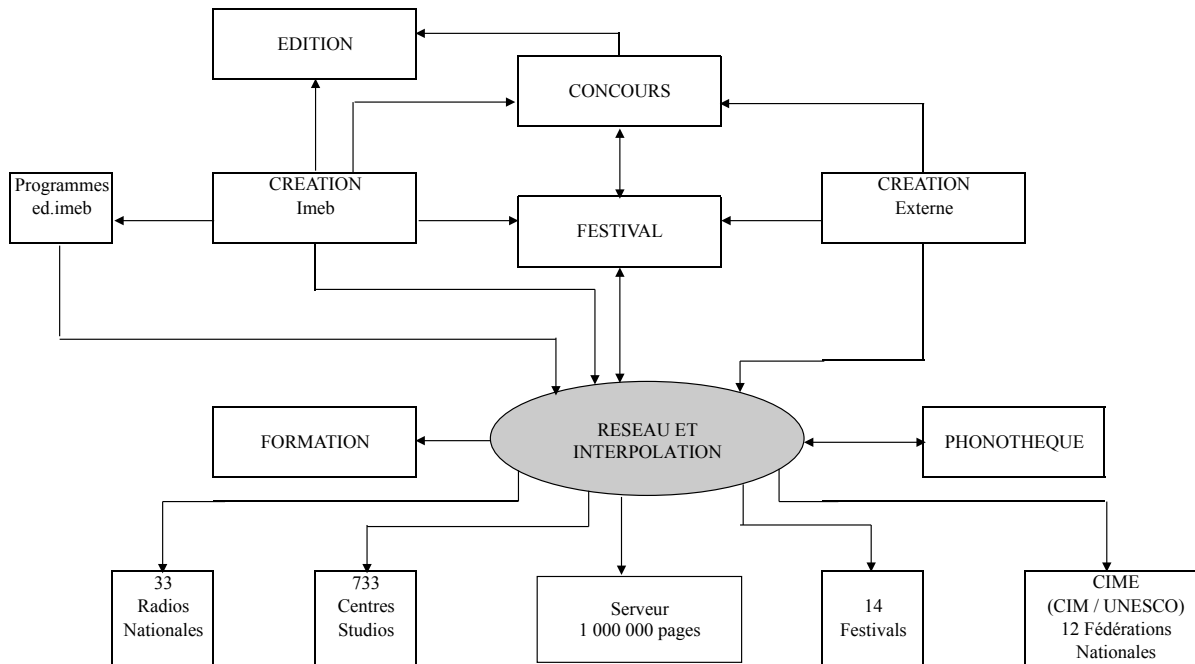 EDITION
CONCOURS
Programmes
ed.imeb
CREATION
Imeb
FESTIVAL
CREATION
Externe
FORMATION
RESEAU ET
INTERPOLATION
PHONOTHEQUE
33
Radios
Nationales
733
Centres
Studios
Serveur
1 000 000 pages
14
Festivals
CIME
(CIM / UNESCO)
12 Fédérations
Nationales